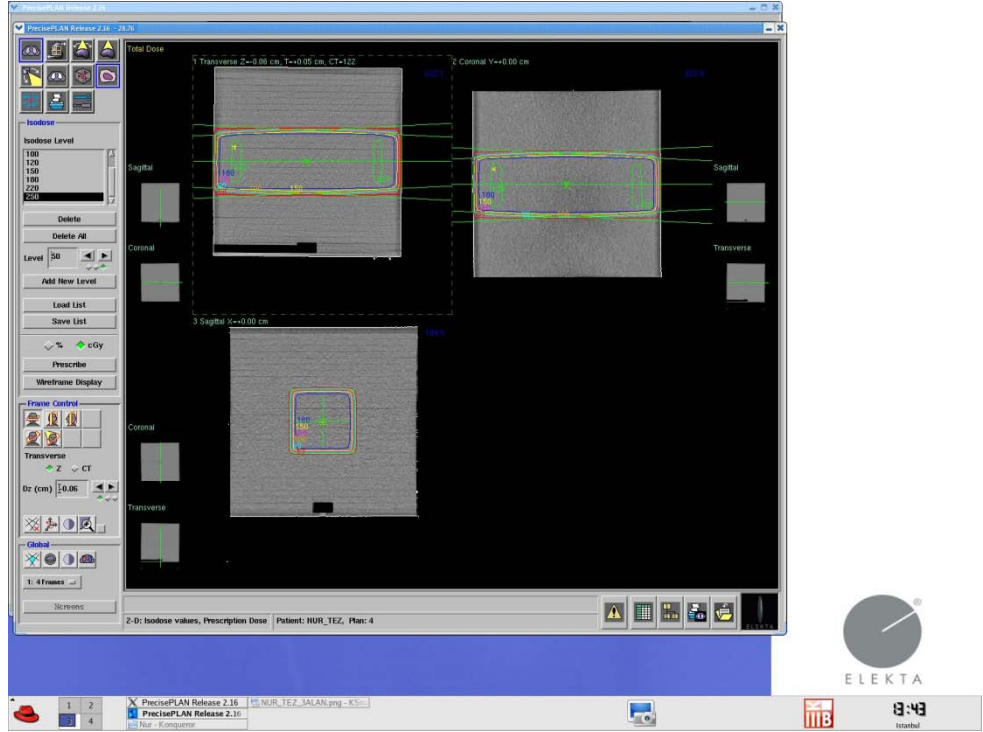 PrecisePLAN Release 2.16
PrecisePLAN Release 2.16 - 28.76
Total Dose
1 Transverse Z=-0.06 cm, T=+0.05 cm, CT=122
2 Coronal Y=+0.00 cm
Isodose
Isodose Level
100
120
150
180
220
250
Delete
Delete All
Level 50
Add New Level
Load List
Save List
% cGy
Prescribe
Wireframe Display
Frame Control
Transverse
Z CT
Dz (cm) -0.06
Global
1: 4 Frames
Screens
Sagittal
Coronal
180
150
Sagittal
Transverse
180
150
3 Sagittal X=+0.00 cm
180
150
Coronal
Transverse
2-D: Isodose values, Prescription Dose
Patient: NUR_TEZ, Plan: 4
ELEKTA
ELEKTA
®
1 2
3 4
PrecisePLAN Release 2.16
PrecisePLAN Release 2.16
Nur - Konqueror
NUR_TEZ_3ALAN.png - KSn
13:43
Istanbul